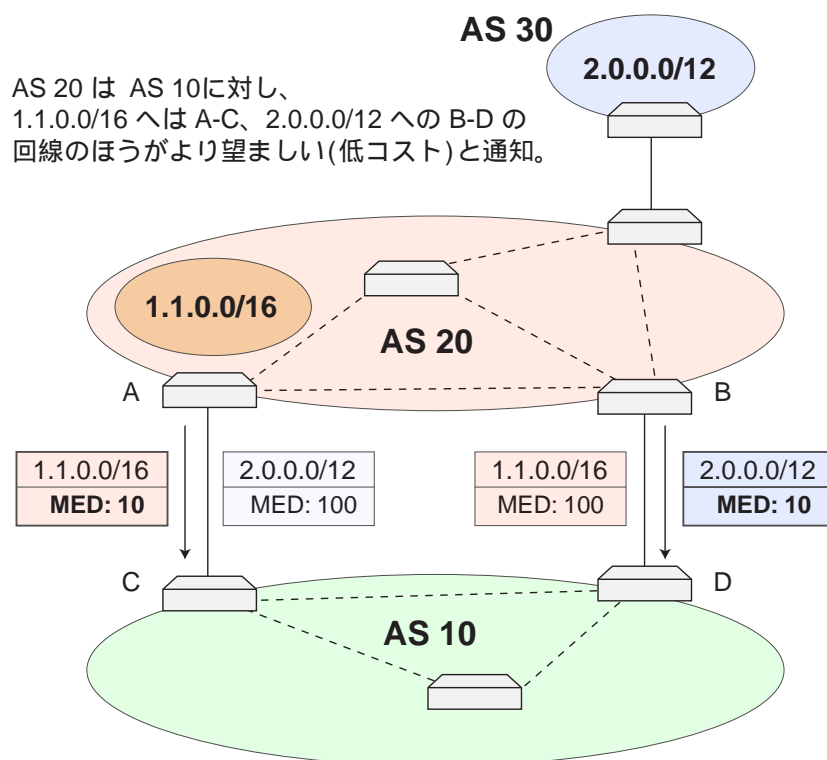 AS 30
2.0.0.0/12
AS 20 は AS 10に対し、
1.1.0.0/16 へは A-C、2.0.0.0/12 への B-D の
回線のほうがより望ましい(低コスト)と通知。
1.1.0.0/16
AS 20
A
B
1.1.0.0/16
MED: 10
2.0.0.0/12
MED: 100
1.1.0.0/16
MED: 100
2.0.0.0/12
MED: 10
C
D
AS 10